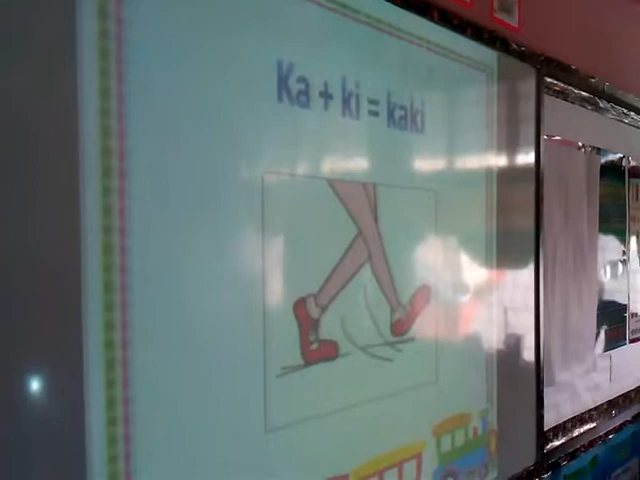 Ka + ki = kaki